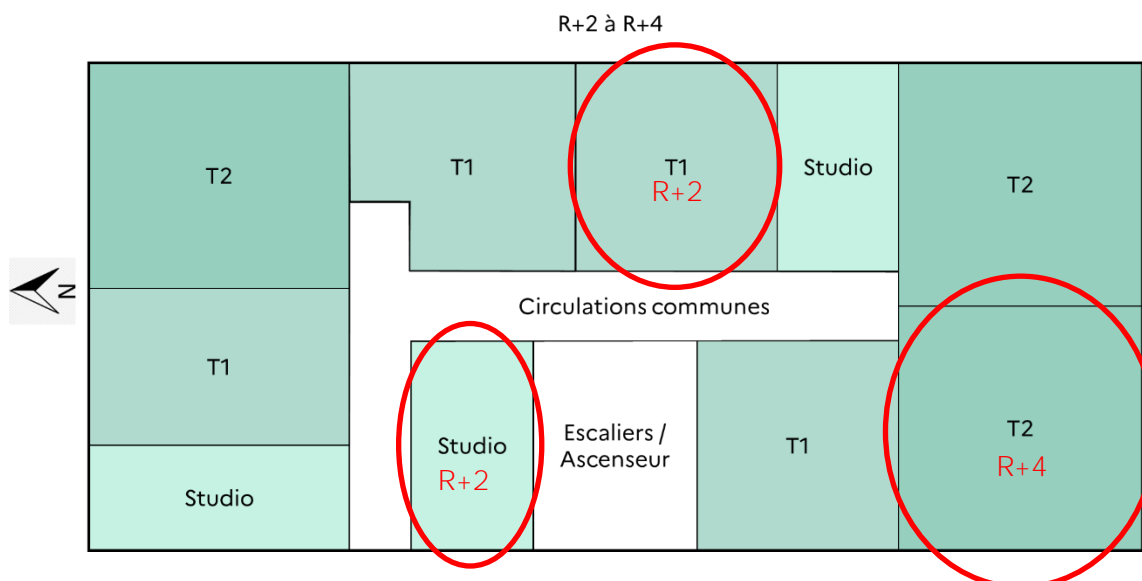 R+2 à R+4
T2
T1
T1
R+2
Studio
T2
N
Circulations communes
T1
Studio
Studio
R+2
Escaliers /
Ascenseur
T1
T2
R+4